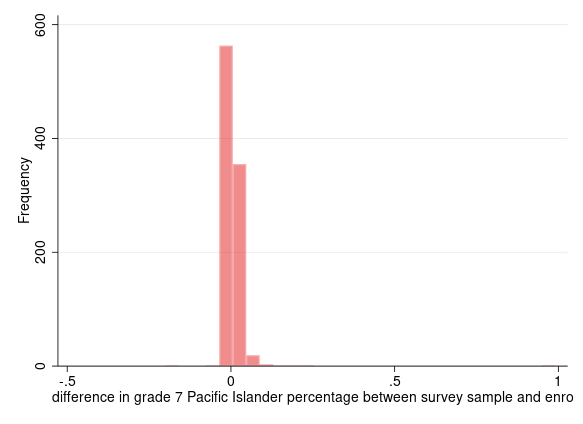 600
400
200
0
Frequency
-.5 0 .5 1
difference in grade 7 Pacific Islander percentage between survey sample and enro